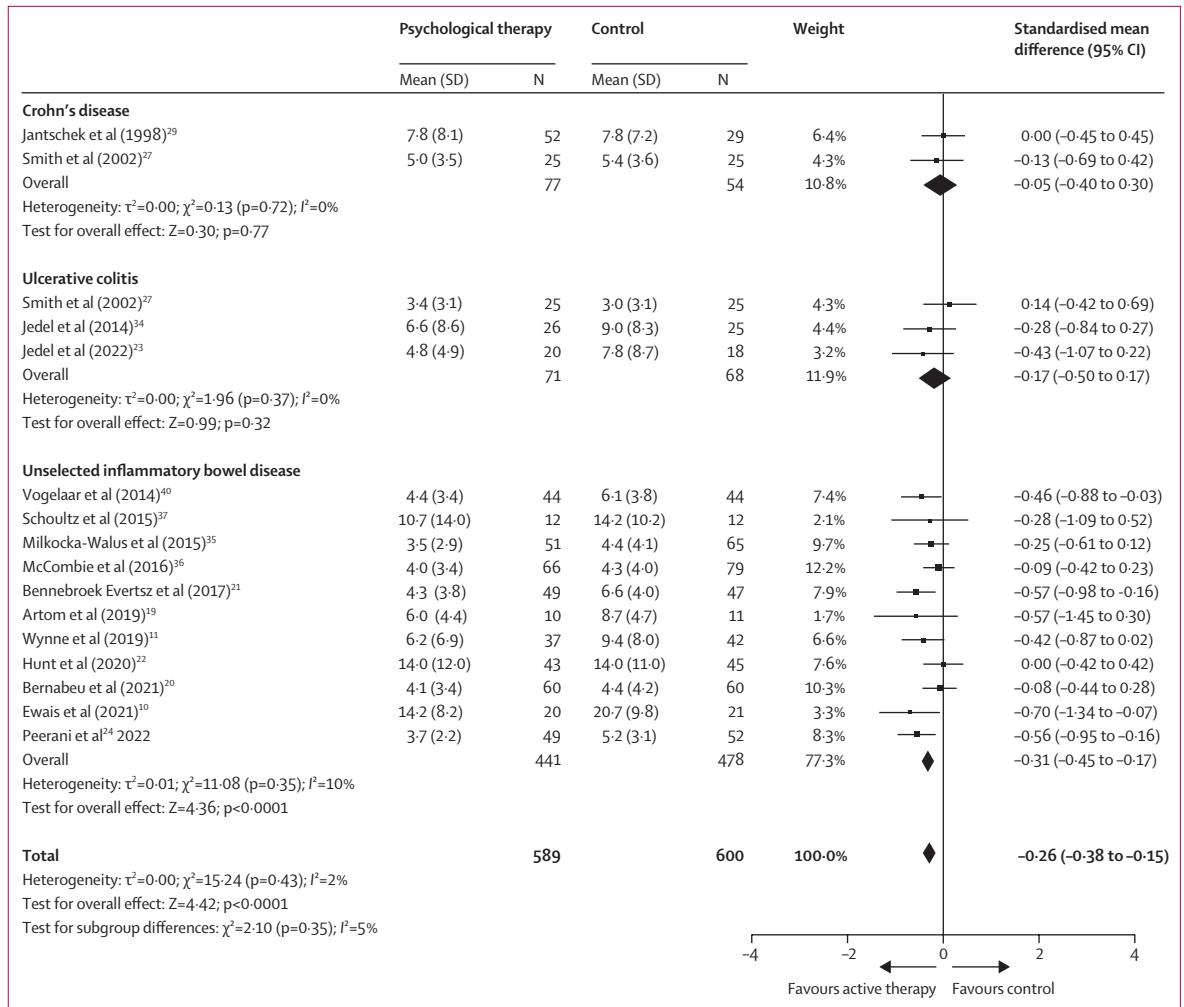 Psychological therapy Control Weight Standardised mean
difference (95% CI)
Mean (SD) N Mean (SD) N
Crohn's disease
Jantschek et al (1998)²⁹ 7·8 (8·1) 52 7·8 (7·2) 29 6·4% 0·00 (–0·45 to 0·45)
Smith et al (2002)²⁷ 5·0 (3·5) 25 5·4 (3·6) 25 4·3% –0·13 (–0·69 to 0·42)
Overall 77 54 10·8% –0·05 (–0·40 to 0·30)
Heterogeneity: τ²=0·00; χ²=0·13 (p=0·72); I²=0%
Test for overall effect: Z=0·30; p=0·77
Ulcerative colitis
Smith et al (2002)²⁷ 3·4 (3·1) 25 3·0 (3·1) 25 4·3% 0·14 (–0·42 to 0·69)
Jedel et al (2014)³⁴ 6·6 (8·6) 26 9·0 (8·3) 25 4·4% –0·28 (–0·84 to 0·27)
Jedel et al (2022)²³ 4·8 (4·9) 20 7·8 (8·7) 18 3·2% –0·43 (–1·07 to 0·22)
Overall 71 68 11·9% –0·17 (–0·50 to 0·17)
Heterogeneity: τ²=0·00; χ²=1·96 (p=0·37); I²=0%
Test for overall effect: Z=0·99; p=0·32
Unselected inflammatory bowel disease
Vogelaar et al (2014)⁴⁰ 4·4 (3·4) 44 6·1 (3·8) 44 7·4% –0·46 (–0·88 to –0·03)
Schoultz et al (2015)³⁷ 10·7 (14·0) 12 14·2 (10·2) 12 2·1% –0·28 (–1·09 to 0·52)
Milkocka-Walus et al (2015)³⁵ 3·5 (2·9) 51 4·4 (4·1) 65 9·7% –0·25 (–0·61 to 0·12)
McCombie et al (2016)³⁶ 4·0 (3·4) 66 4·3 (4·0) 79 12·2% –0·09 (–0·42 to 0·23)
Bennebroek Evertsz et al (2017)²¹ 4·3 (3·8) 49 6·6 (4·0) 47 7·9% –0·57 (–0·98 to -0·16)
Artom et al (2019)¹⁹ 6·0 (4·4) 10 8·7 (4·7) 11 1·7% –0·57 (–1·45 to 0·30)
Wynne et al (2019)¹¹ 6·2 (6·9) 37 9·4 (8·0) 42 6·6% –0·42 (–0·87 to 0·02)
Hunt et al (2020)²² 14·0 (12·0) 43 14·0 (11·0) 45 7·6% 0·00 (–0·42 to 0·42)
Bernabeu et al (2021)²⁰ 4·1 (3·4) 60 4·4 (4·2) 60 10·3% –0·08 (–0·44 to 0·28)
Ewais et al (2021)¹⁰ 14·2 (8·2) 20 20·7 (9·8) 21 3·3% –0·70 (–1·34 to –0·07)
Peerani et al²⁴ 2022 3·7 (2·2) 49 5·2 (3·1) 52 8·3% –0·56 (–0·95 to –0·16)
Overall 441 478 77·3% –0·31 (–0·45 to –0·17)
Heterogeneity: τ²=0·01; χ²=11·08 (p=0·35); I²=10%
Test for overall effect: Z=4·36; p<0·0001
Total 589 600 100·0% –0·26 (–0·38 to –0·15)
Heterogeneity: τ²=0·00; χ²=15·24 (p=0·43); I²=2%
Test for overall effect: Z=4·42; p<0·0001
Test for subgroup differences: χ²=2·10 (p=0·35); I²=5%
–4 –2 0 2 4
Favours active therapy Favours control